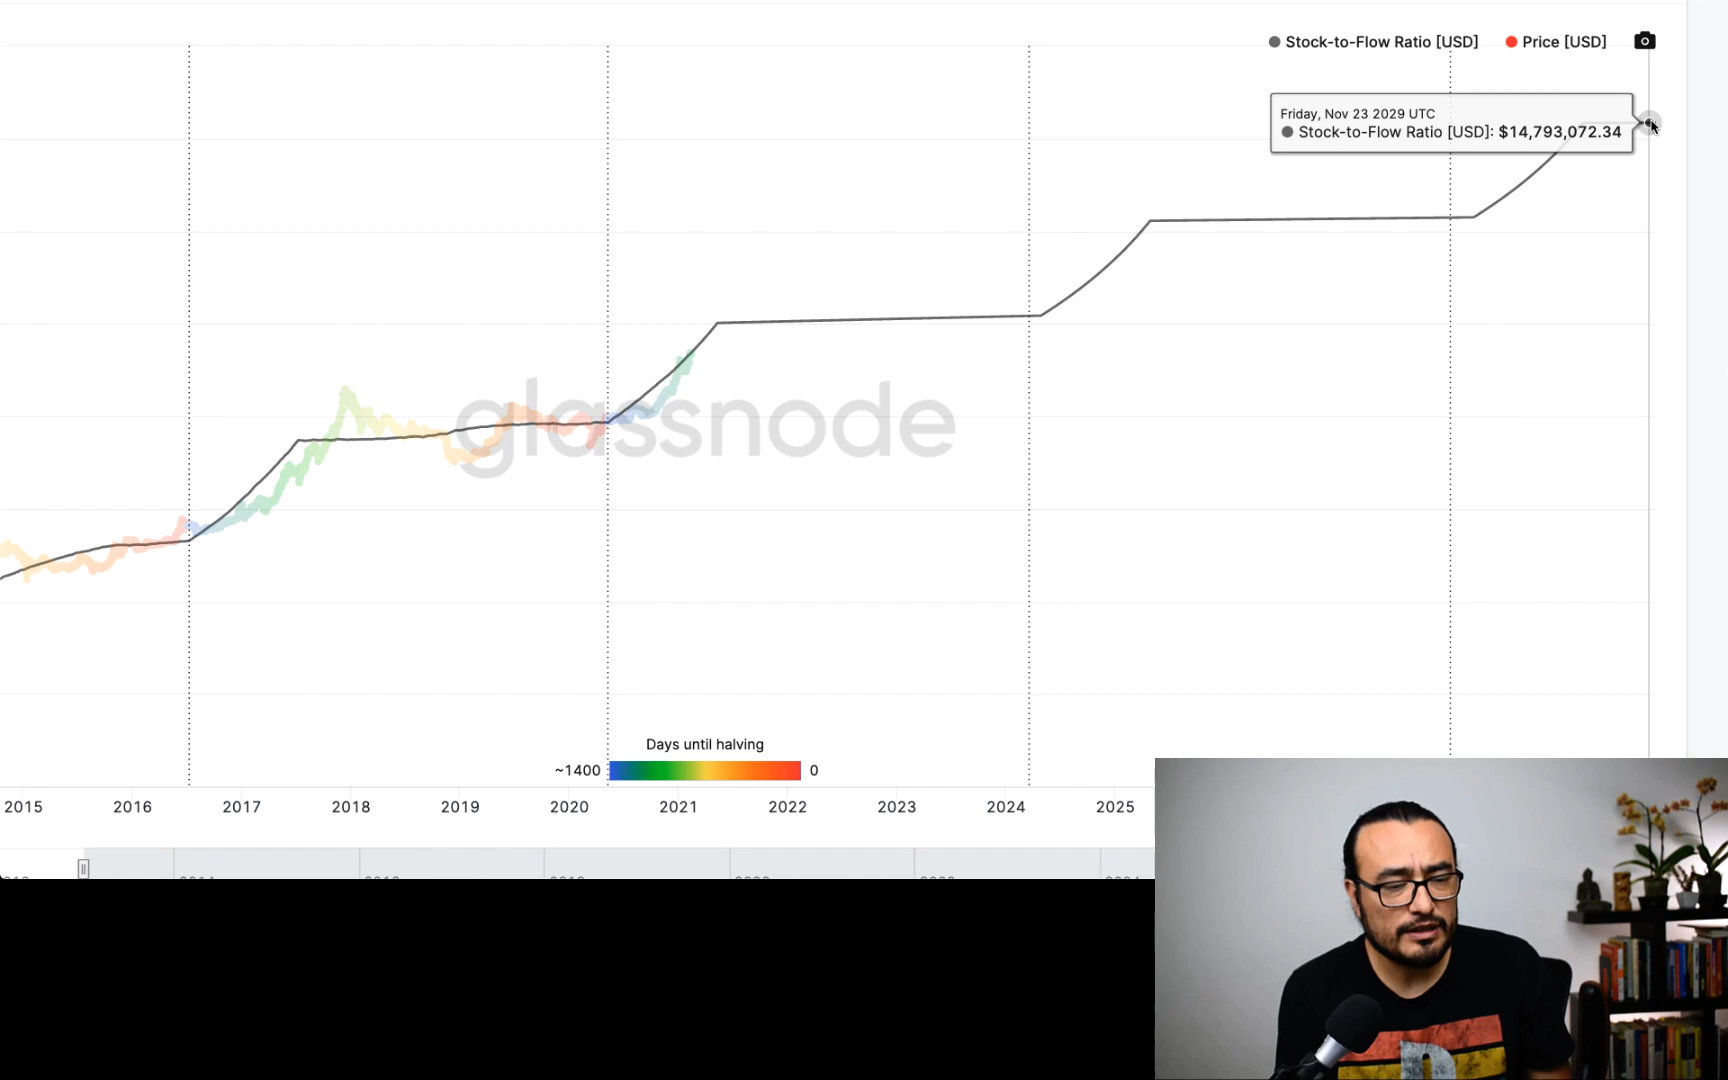 Stock-to-Flow Ratio [USD] Price [USD]
Friday, Nov 23 2029 UTC
Stock-to-Flow Ratio [USD]: $14,793,072.34
glassnode
Days until halving
~1400 0
2015 2016 2017 2018 2019 2020 2021 2022 2023 2024 2025